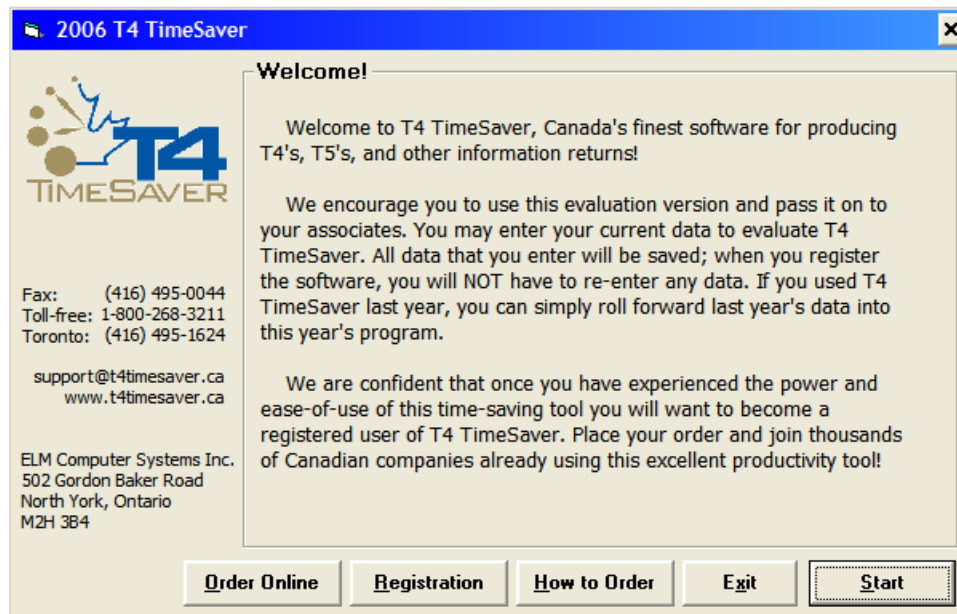 2006 T4 TimeSaver
T4
TIMESAVER
Fax: (416) 495-0044
Toll-free: 1-800-268-3211
Toronto: (416) 495-1624
support@t4timesaver.ca
www.t4timesaver.ca
ELM Computer Systems Inc.
502 Gordon Baker Road
North York, Ontario
M2H 3B4
Welcome!
Welcome to T4 TimeSaver, Canada's finest software for producing
T4's, T5's, and other information returns!
We encourage you to use this evaluation version and pass it on to
your associates. You may enter your current data to evaluate T4
TimeSaver. All data that you enter will be saved; when you register
the software, you will NOT have to re-enter any data. If you used T4
TimeSaver last year, you can simply roll forward last year's data into
this year's program.
We are confident that once you have experienced the power and
ease-of-use of this time-saving tool you will want to become a
registered user of T4 TimeSaver. Place your order and join thousands
of Canadian companies already using this excellent productivity tool!
Order Online Registration How to Order Exit Start